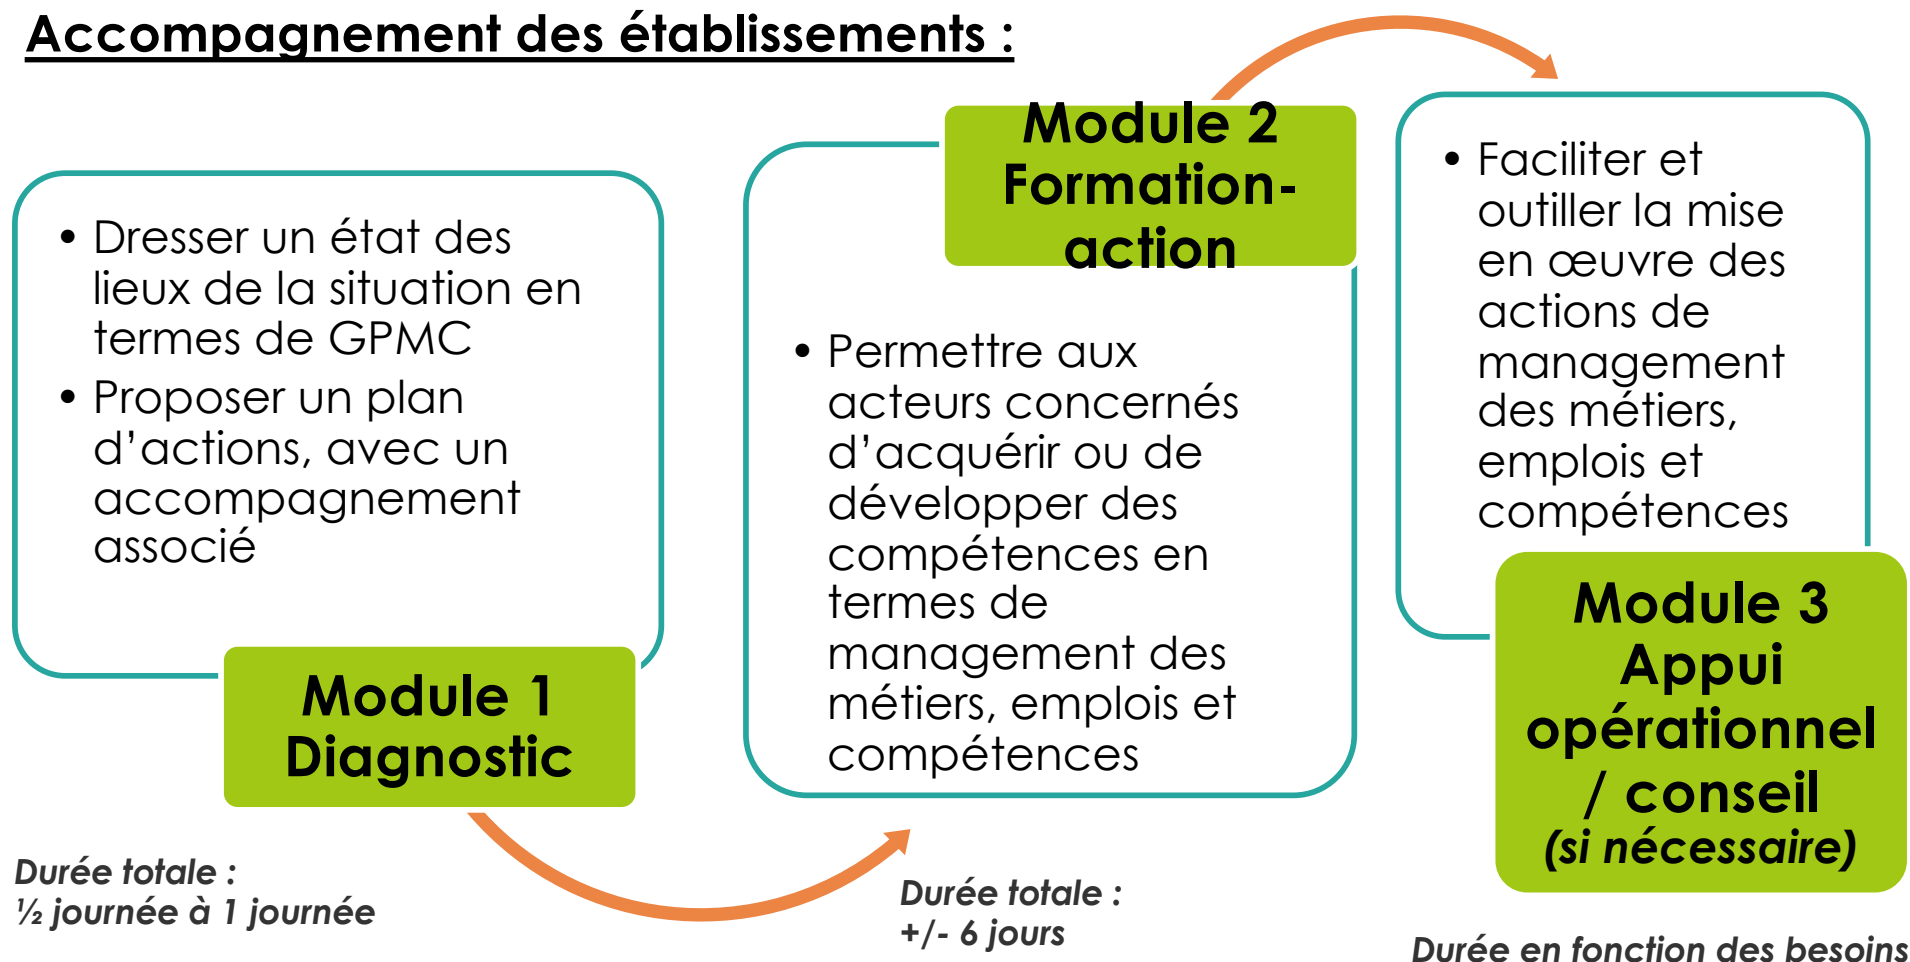 Accompagnement des établissements :
• Dresser un état des
lieux de la situation en
termes de GPMC
• Proposer un plan
d’actions, avec un
accompagnement
associé
Module 1
Diagnostic
Durée totale :
½ journée à 1 journée
Module 2
Formation-
action
• Permettre aux
acteurs concernés
d’acquérir ou de
développer des
compétences en
termes de
management des
métiers, emplois et
compétences
Durée totale :
+/- 6 jours
• Faciliter et
outiller la mise
en œuvre des
actions de
management
des métiers,
emplois et
compétences
Module 3
Appui
opérationnel
/ conseil
(si nécessaire)
Durée en fonction des besoins